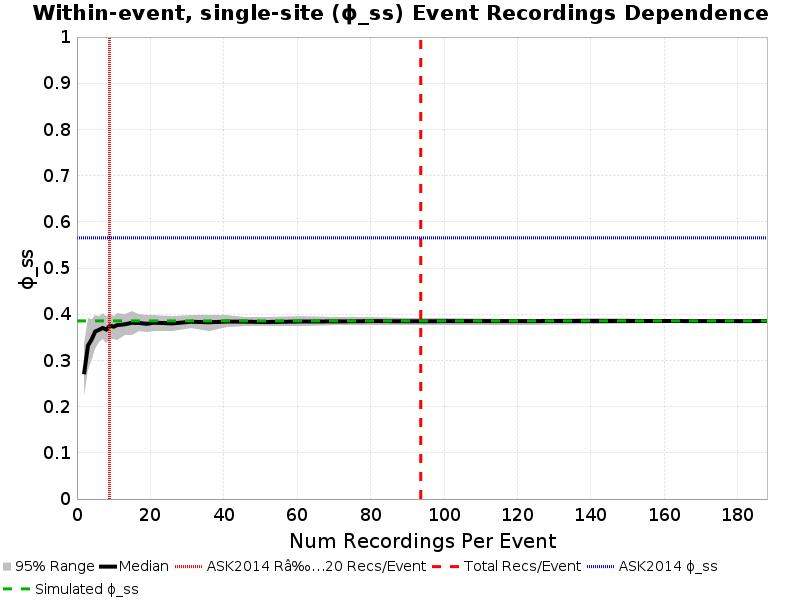 Within-event, single-site (ϕ_ss) Event Recordings Dependence
1
0.9
0.8
0.7
0.6
0.5
0.4
0.3
0.2
0.1
0
ϕ_ss
0 20 40 60 80 100 120 140 160 180
Num Recordings Per Event
95% Range Median ASK2014 Râ‰…20 Recs/Event Total Recs/Event ASK2014 ϕ_ss
Simulated ϕ_ss